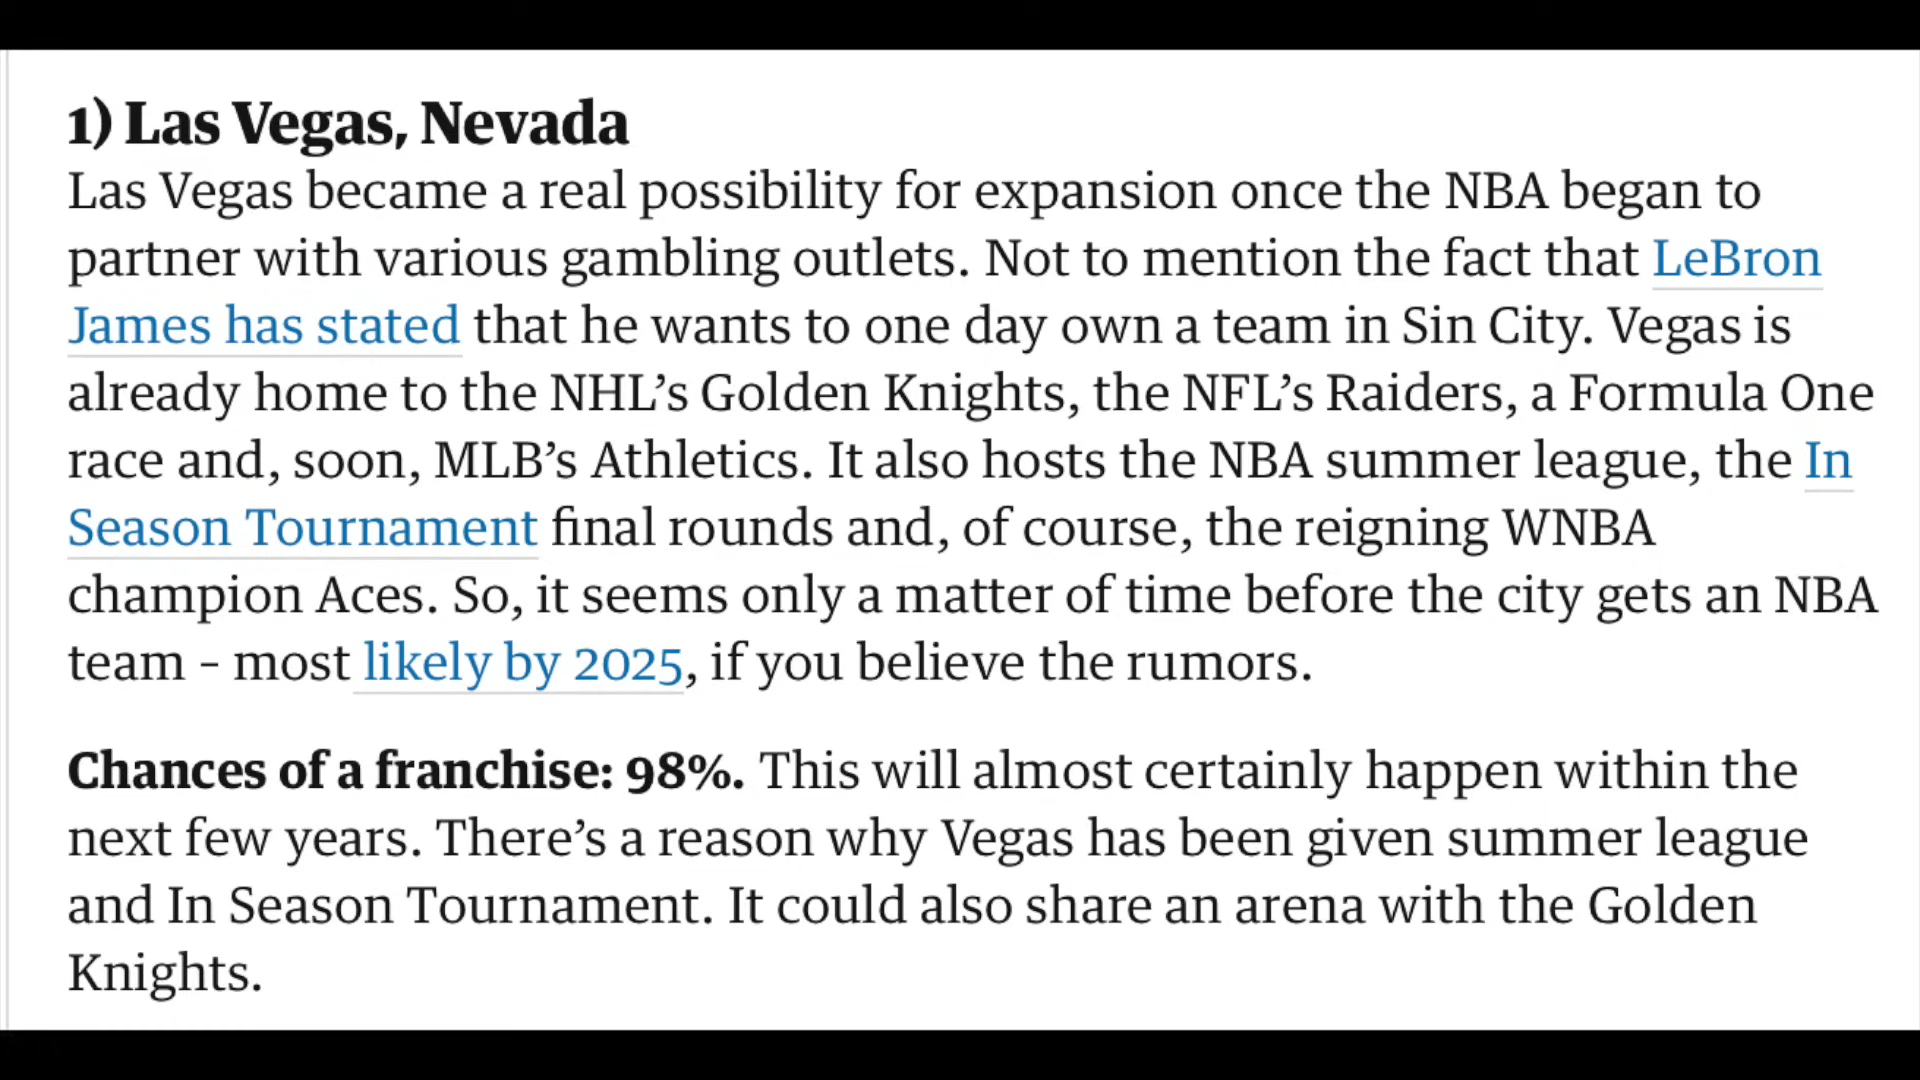 1) Las Vegas, Nevada
Las Vegas became a real possibility for expansion once the NBA began to
partner with various gambling outlets. Not to mention the fact that LeBron
James has stated that he wants to one day own a team in Sin City. Vegas is
already home to the NHL’s Golden Knights, the NFL’s Raiders, a Formula One
race and, soon, MLB’s Athletics. It also hosts the NBA summer league, the In
Season Tournament final rounds and, of course, the reigning WNBA
champion Aces. So, it seems only a matter of time before the city gets an NBA
team – most likely by 2025, if you believe the rumors.
Chances of a franchise: 98%. This will almost certainly happen within the
next few years. There’s a reason why Vegas has been given summer league
and In Season Tournament. It could also share an arena with the Golden
Knights.